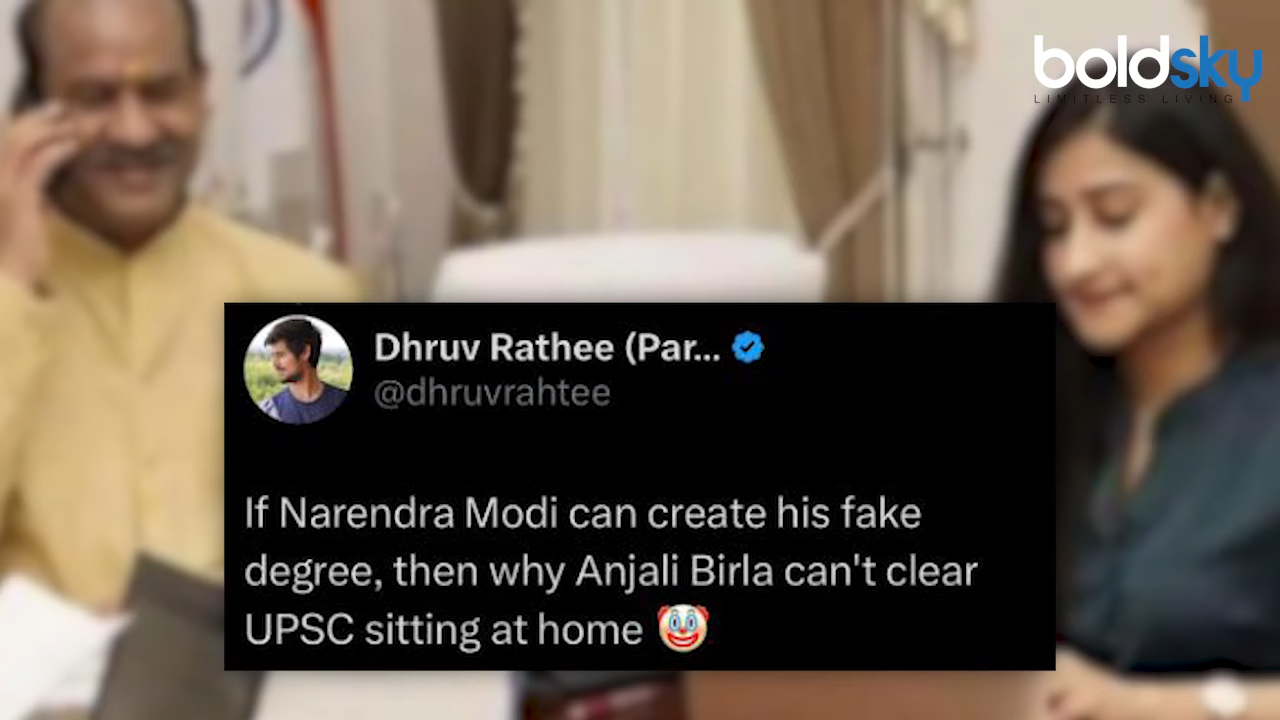 boldsky
LIMITLESS LIVING
Dhruv Rathee (Par...
@dhruvrahtee
If Narendra Modi can create his fake
degree, then why Anjali Birla can't clear
UPSC sitting at home 🤡